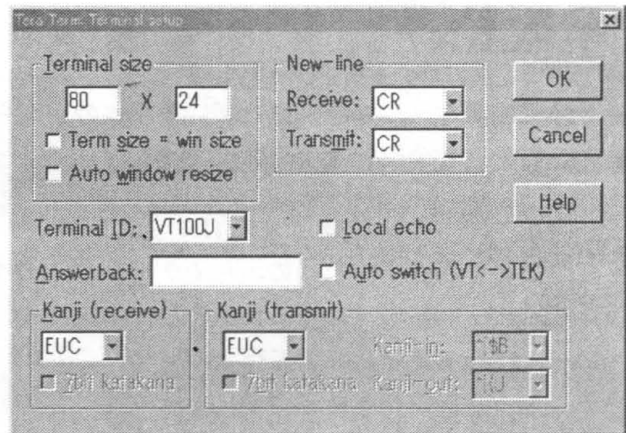 Tera Term: Terminal setup
Terminal size
80 X 24
Term size = win size
Auto window resize
New-line
Receive: CR
Transmit: CR
OK
Cancel
Help
Terminal ID: VT100J
Local echo
Answerback:
Auto switch (VT<->TEK)
Kanji (receive)
EUC
7bit katakana
Kanji (transmit)
EUC
Kanji-in: ^[$B
7bit katakana
Kanji-out: ^[(J